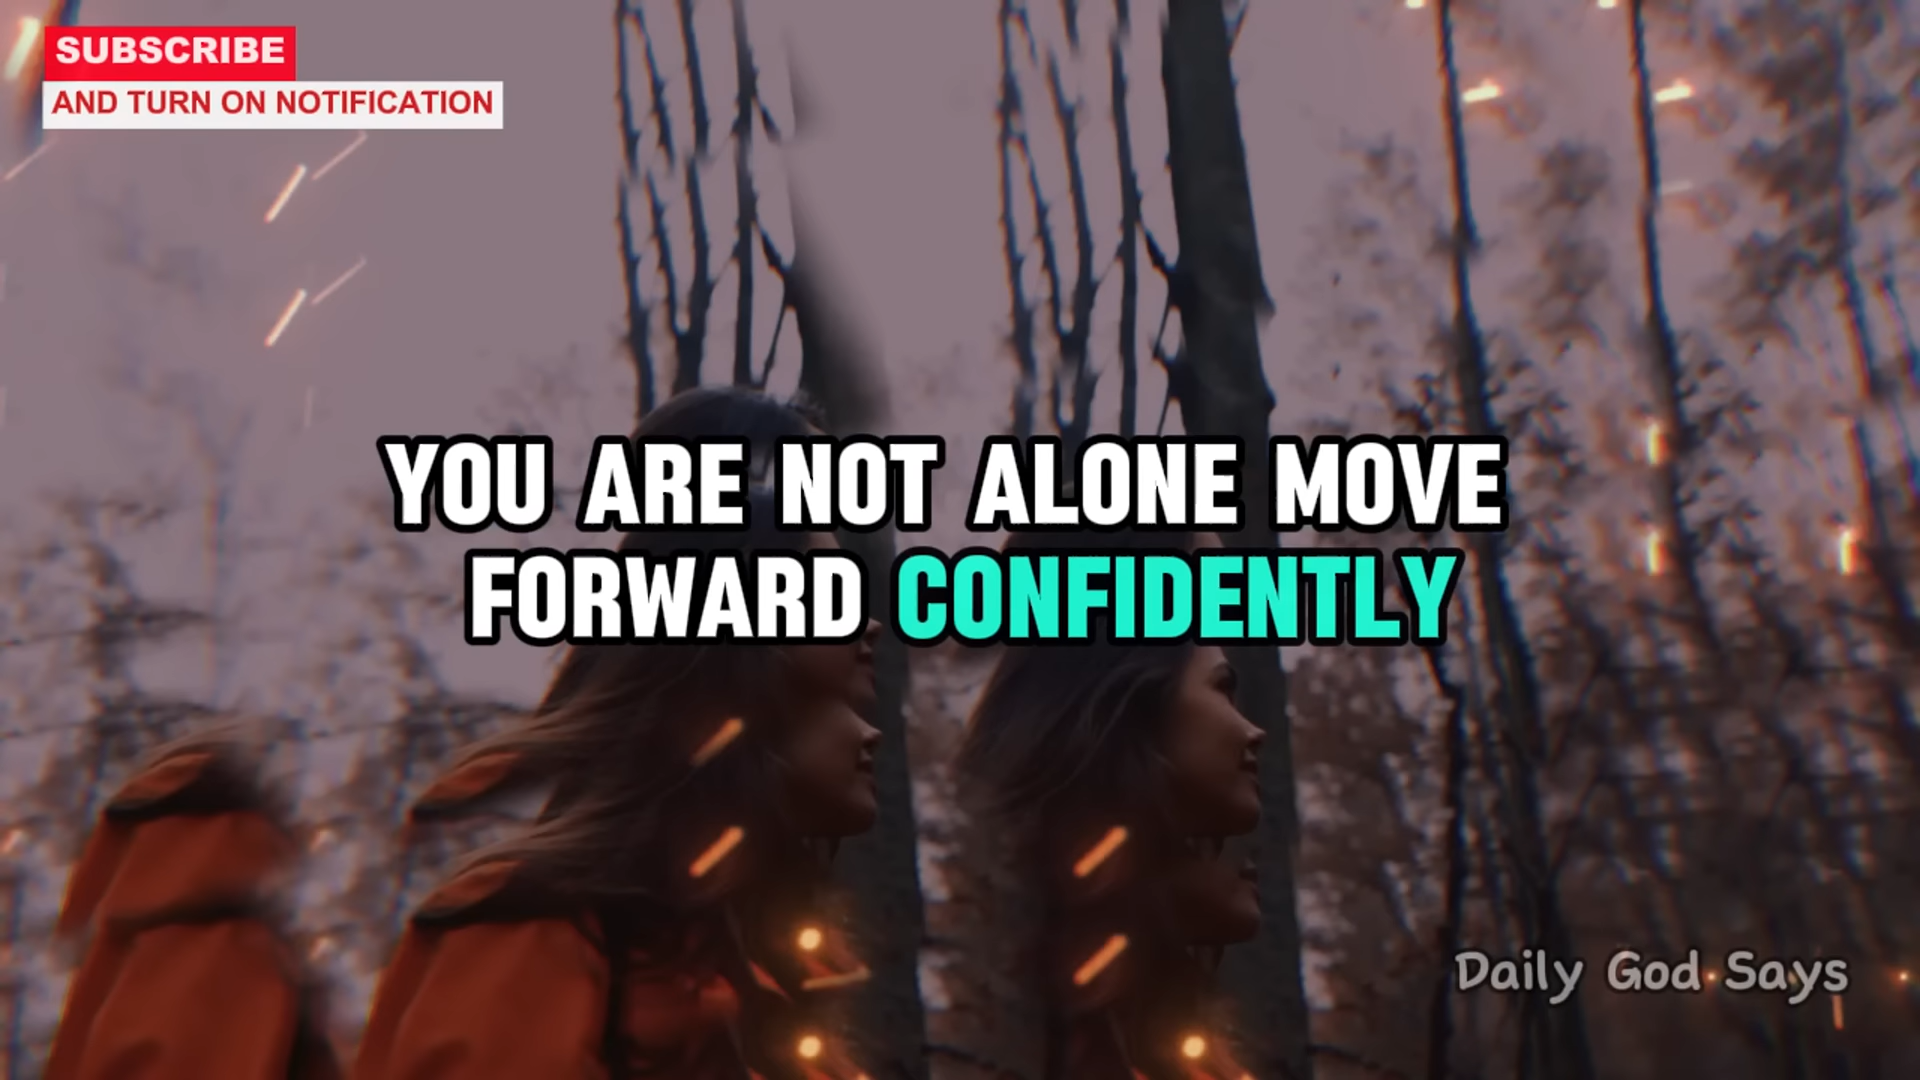 SUBSCRIBE
AND TURN ON NOTIFICATION
YOU ARE NOT ALONE MOVE
FORWARD CONFIDENTLY
Daily God Says